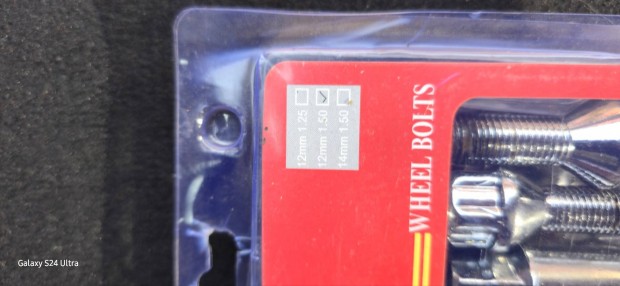 12mm 1.25
12mm 1.50
14mm 1.50
WHEEL BOLTS
Galaxy S24 Ultra